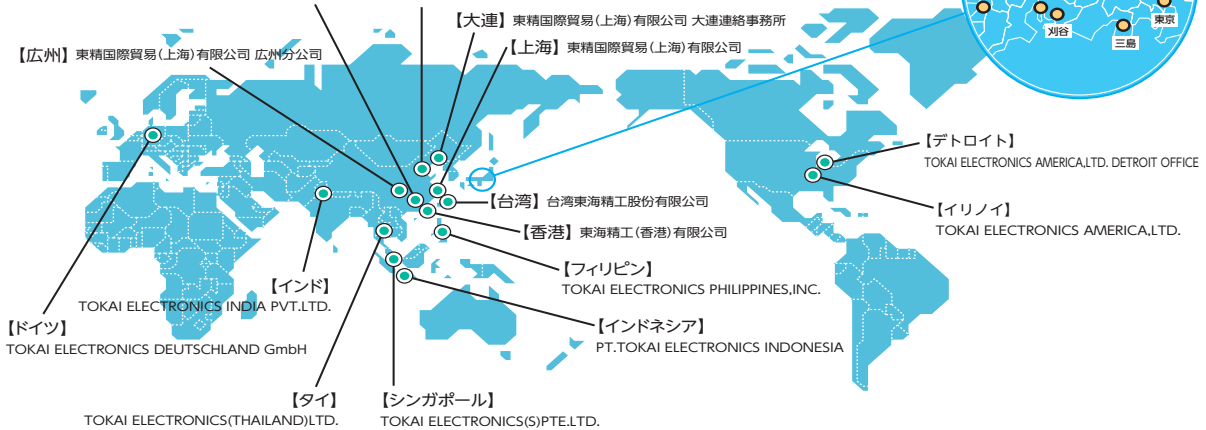 【大連】東精国際貿易(上海)有限公司 大連連絡事務所
【上海】東精国際貿易(上海)有限公司
【広州】東精国際貿易(上海)有限公司 広州分公司
刈谷
三島
東京
【デトロイト】
TOKAI ELECTRONICS AMERICA,LTD. DETROIT OFFICE
【イリノイ】
TOKAI ELECTRONICS AMERICA,LTD.
【台湾】台湾東海精工股份有限公司
【香港】東海精工(香港)有限公司
【フィリピン】
TOKAI ELECTRONICS PHILIPPINES,INC.
【インド】
TOKAI ELECTRONICS INDIA PVT.LTD.
【インドネシア】
PT.TOKAI ELECTRONICS INDONESIA
【ドイツ】
TOKAI ELECTRONICS DEUTSCHLAND GmbH
【タイ】
TOKAI ELECTRONICS(THAILAND)LTD.
【シンガポール】
TOKAI ELECTRONICS(S)PTE.LTD.